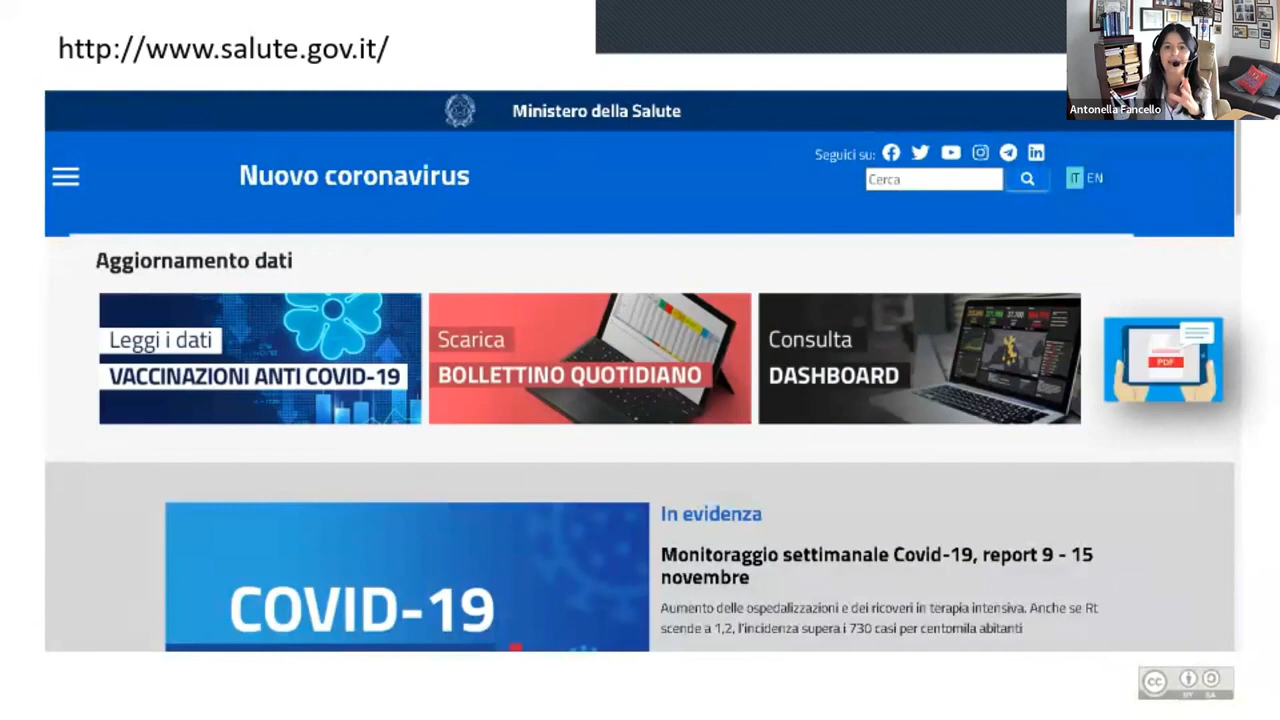 http://www.salute.gov.it/
Antonella Fancello
Ministero della Salute
Seguici su:
Nuovo coronavirus
Cerca
IT EN
Aggiornamento dati
Leggi i dati
VACCINAZIONI ANTI COVID-19
Scarica
BOLLETTINO QUOTIDIANO
Consulta
DASHBOARD
PDF
COVID-19
In evidenza
Monitoraggio settimanale Covid-19, report 9 - 15
novembre
Aumento delle ospedalizzazioni e dei ricoveri in terapia intensiva. Anche se Rt
scende a 1,2, l'incidenza supera i 730 casi per centomila abitanti
cc
BY SA